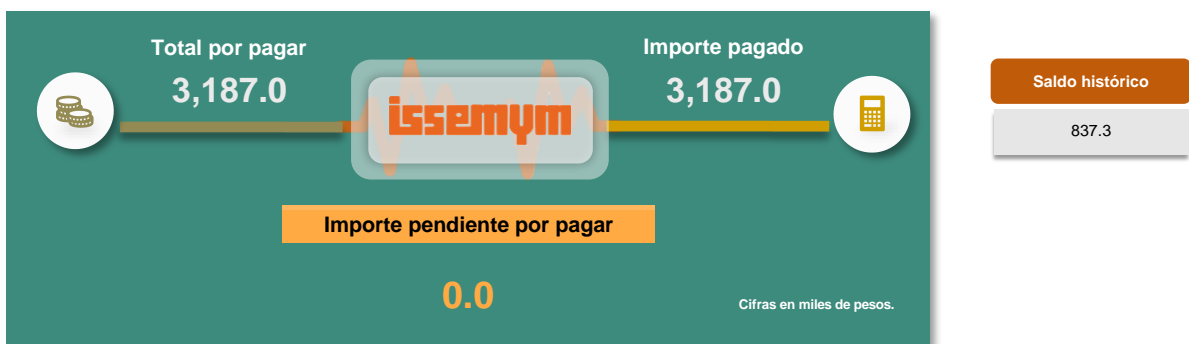 Total por pagar
3,187.0
issemym
Importe pagado
3,187.0
Importe pendiente por pagar
0.0
Cifras en miles de pesos.
Saldo histórico
837.3